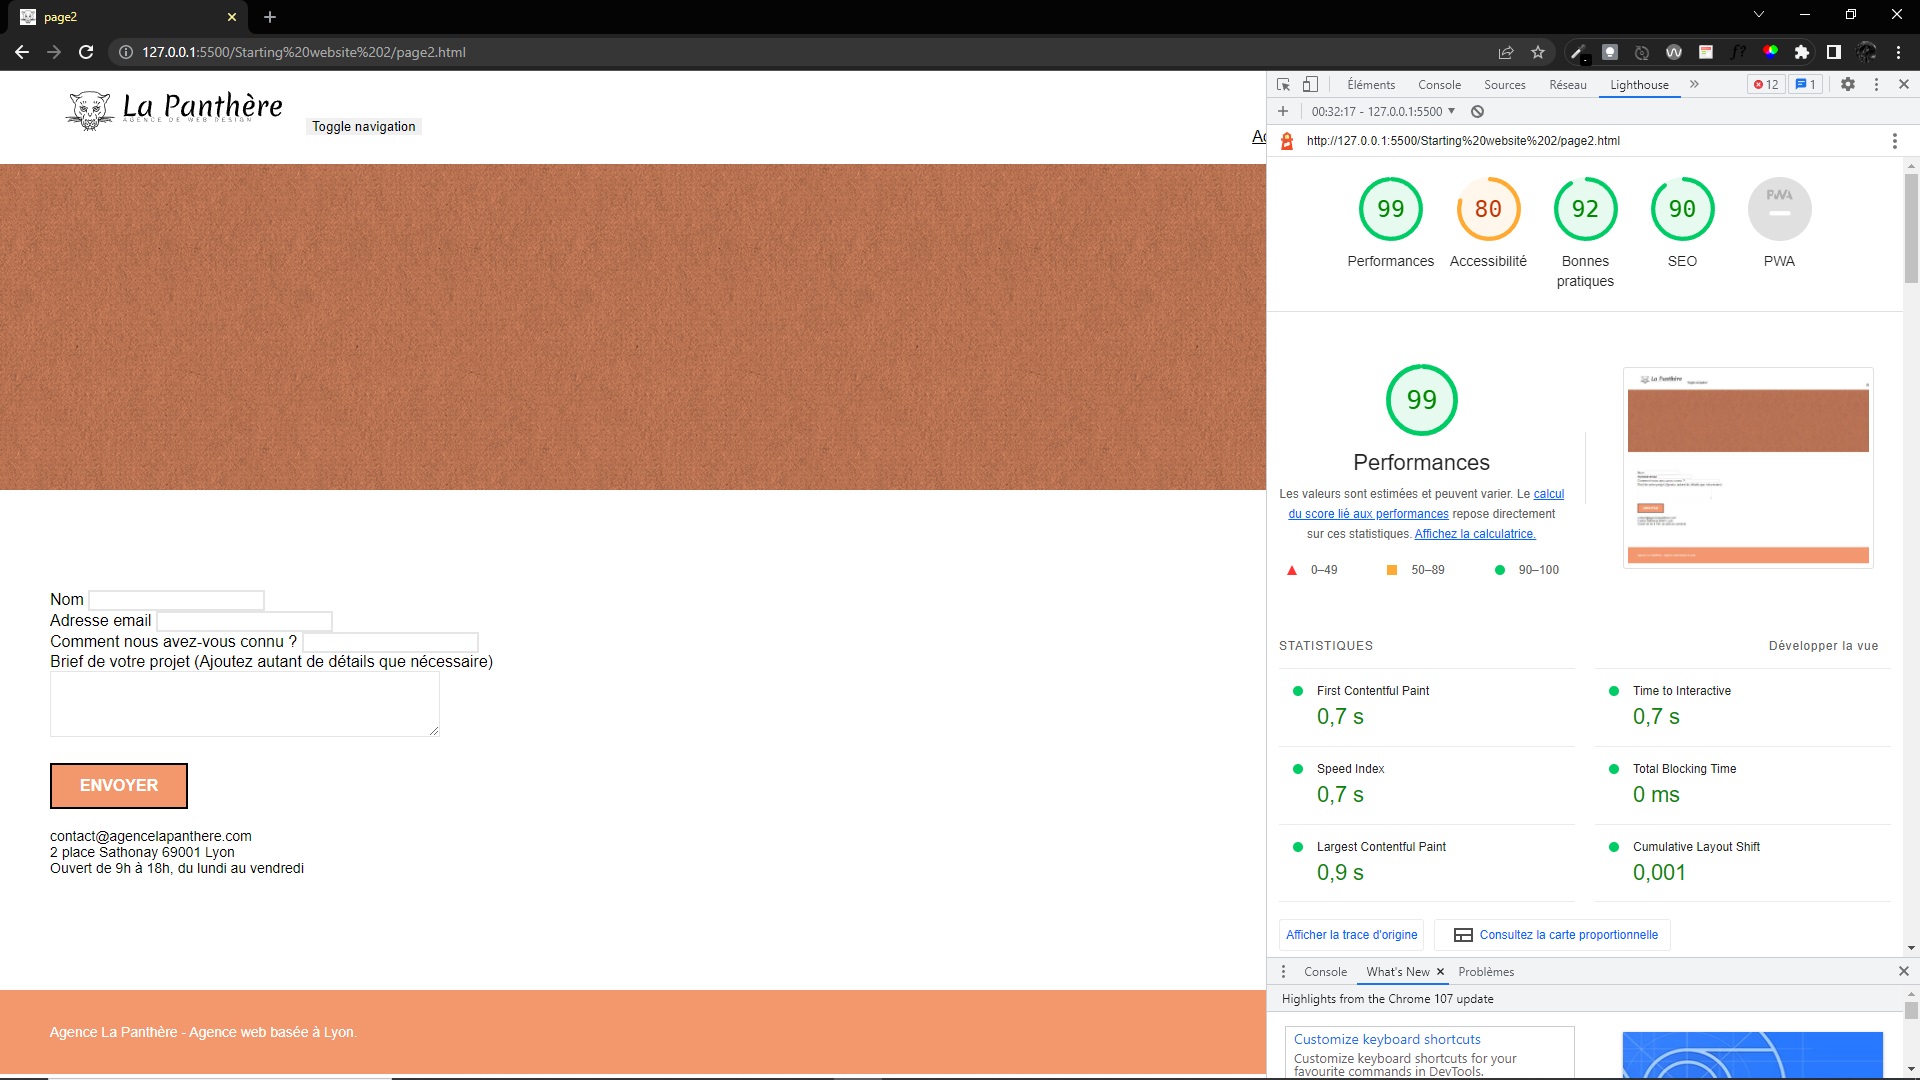 page2
127.0.0.1:5500/Starting%20website%202/page2.html
La Panthère
AGENCE DE WEB DESIGN
Toggle navigation
Éléments
Console
Sources
Réseau
Lighthouse
12
1
00:32:17 - 127.0.0.1:5500
http://127.0.0.1:5500/Starting%20website%202/page2.html
99
80
92
90
PWA
Performances
Accessibilité
Bonnes
pratiques
SEO
PWA
99
Performances
Les valeurs sont estimées et peuvent varier. Le calcul
du score lié aux performances repose directement
sur ces statistiques. Affichez la calculatrice.
0–49
50–89
90–100
Nom
Adresse email
Comment nous avez-vous connu ?
Brief de votre projet (Ajoutez autant de détails que nécessaire)
ENVOYER
contact@agencelapanthere.com
2 place Sathonay 69001 Lyon
Ouvert de 9h à 18h, du lundi au vendredi
Agence La Panthère - Agence web basée à Lyon.
STATISTIQUES
Développer la vue
First Contentful Paint
0,7 s
Time to Interactive
0,7 s
Speed Index
0,7 s
Total Blocking Time
0 ms
Largest Contentful Paint
0,9 s
Cumulative Layout Shift
0,001
Afficher la trace d'origine
Consultez la carte proportionnelle
Console
What's New
Problèmes
Highlights from the Chrome 107 update
Customize keyboard shortcuts
Customize keyboard shortcuts for your
favourite commands in DevTools.